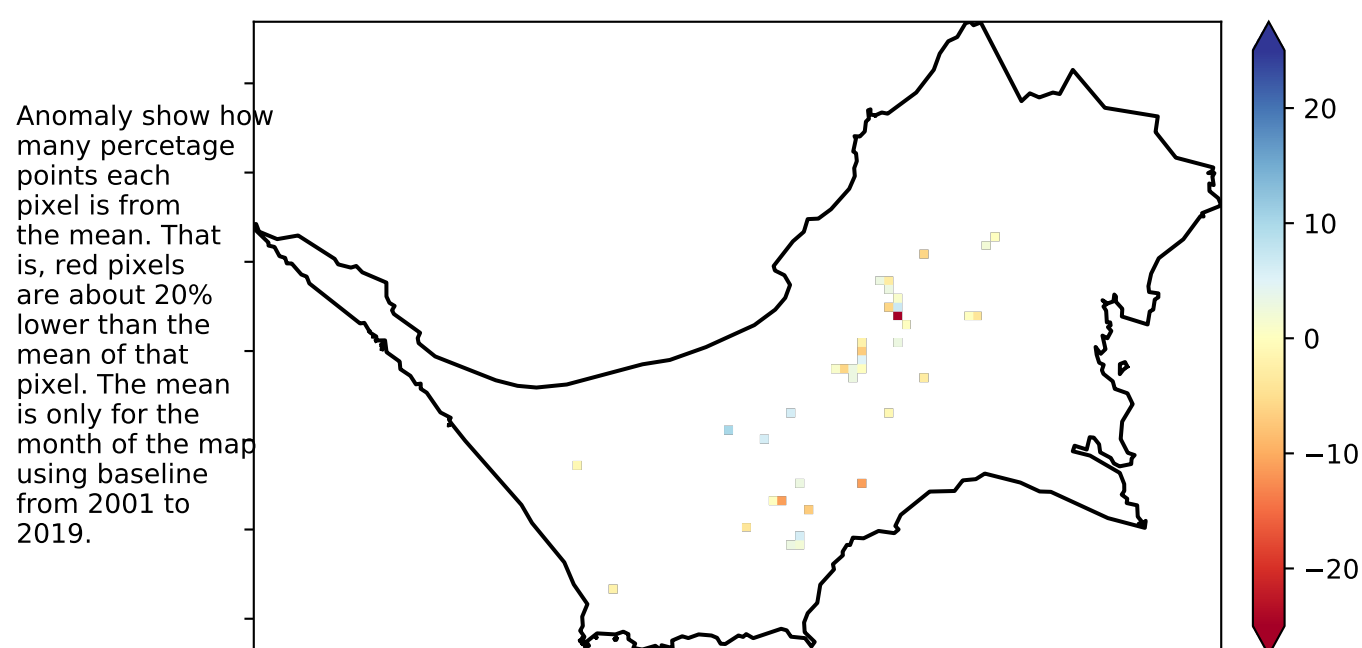 Anomaly show how
many percetage
points each
pixel is from
the mean. That
is, red pixels
are about 20%
lower than the
mean of that
pixel. The mean
is only for the
month of the map
using baseline
from 2001 to
2019.
20
10
0
−10
−20